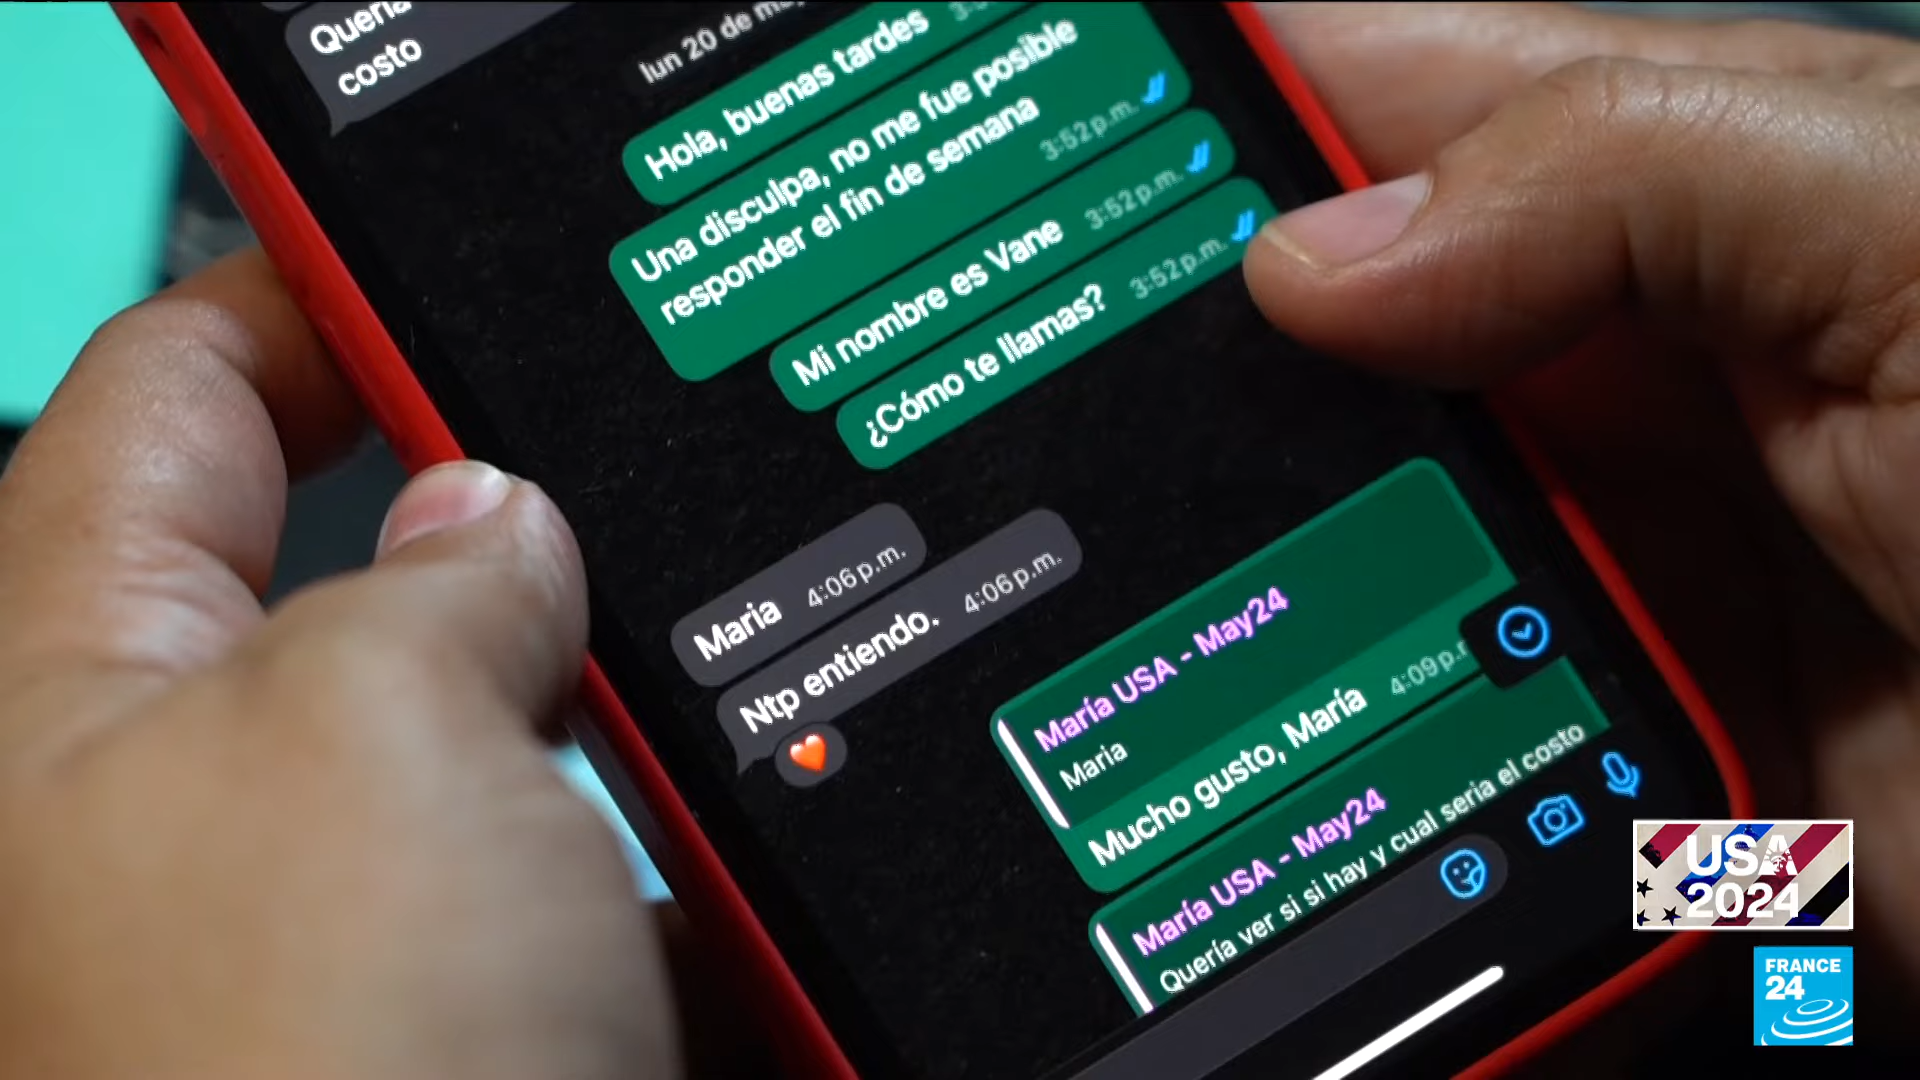 Quería
costo
lun 20 de
Hola, buenas tardes
Una disculpa, no me fue posible
responder el fin de semana
3:52 p.m.
Mi nombre es Vane 3:52 p.m.
¿Cómo te llamas? 3:52 p.m.
Maria 4:06 p.m.
Ntp entiendo. 4:06 p.m.
María USA - May24
Maria
Mucho gusto, María 4:09 p.
María USA - May24
Quería ver si si hay y cual seria el costo
USA
2024
FRANCE
24